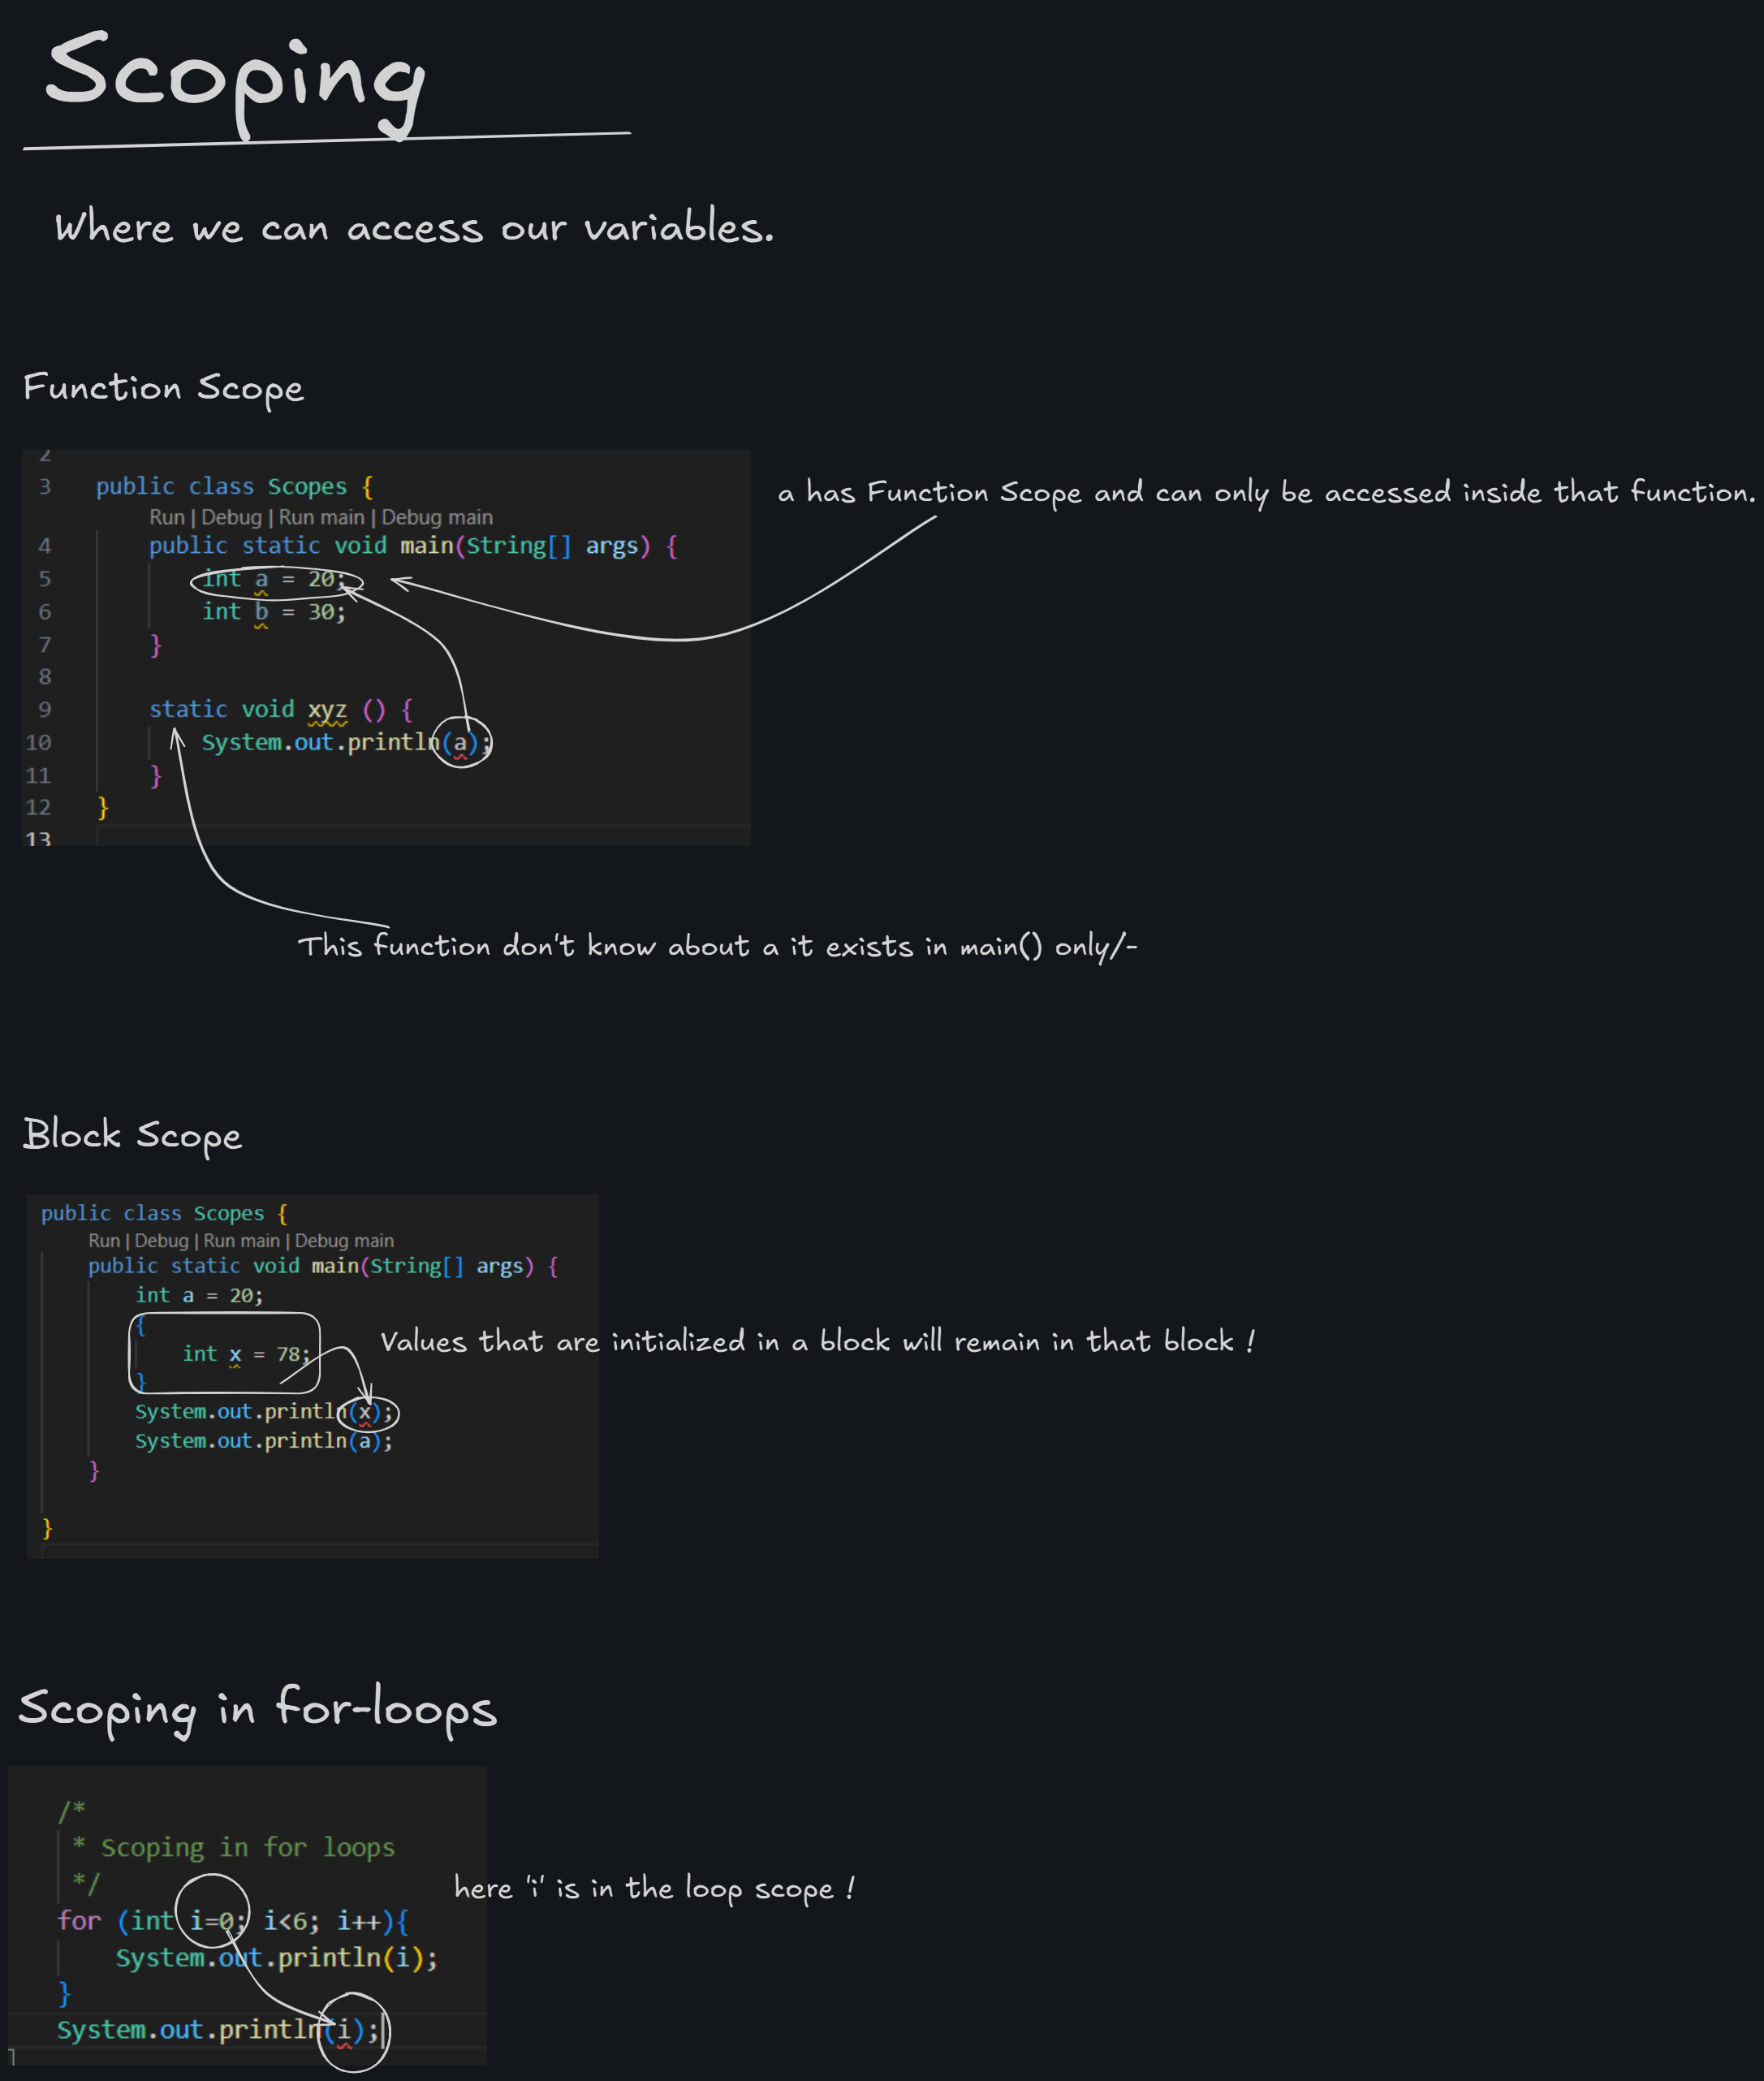 Scoping
Where we can access our variables.
Function Scope
2
3 public class Scopes {
Run | Debug | Run main | Debug main
a has Function Scope and can only be accessed inside that function.
4 public static void main(String[] args) {
5 int a = 20;
6 int b = 30;
7 }
8
9 static void xyz () {
10 System.out.println(a);
11 }
12 }
13
This function don't know about a it exists in main() only/-
Block Scope
public class Scopes {
Run | Debug | Run main | Debug main
public static void main(String[] args) {
int a = 20;
{
Values that are initialized in a block will remain in that block !
int x = 78;
}
System.out.println(x);
System.out.println(a);
}
}
Scoping in for-loops
/*
* Scoping in for loops
*/
here 'i' is in the loop scope !
for (int i=0; i<6; i++){
System.out.println(i);
}
System.out.println(i);